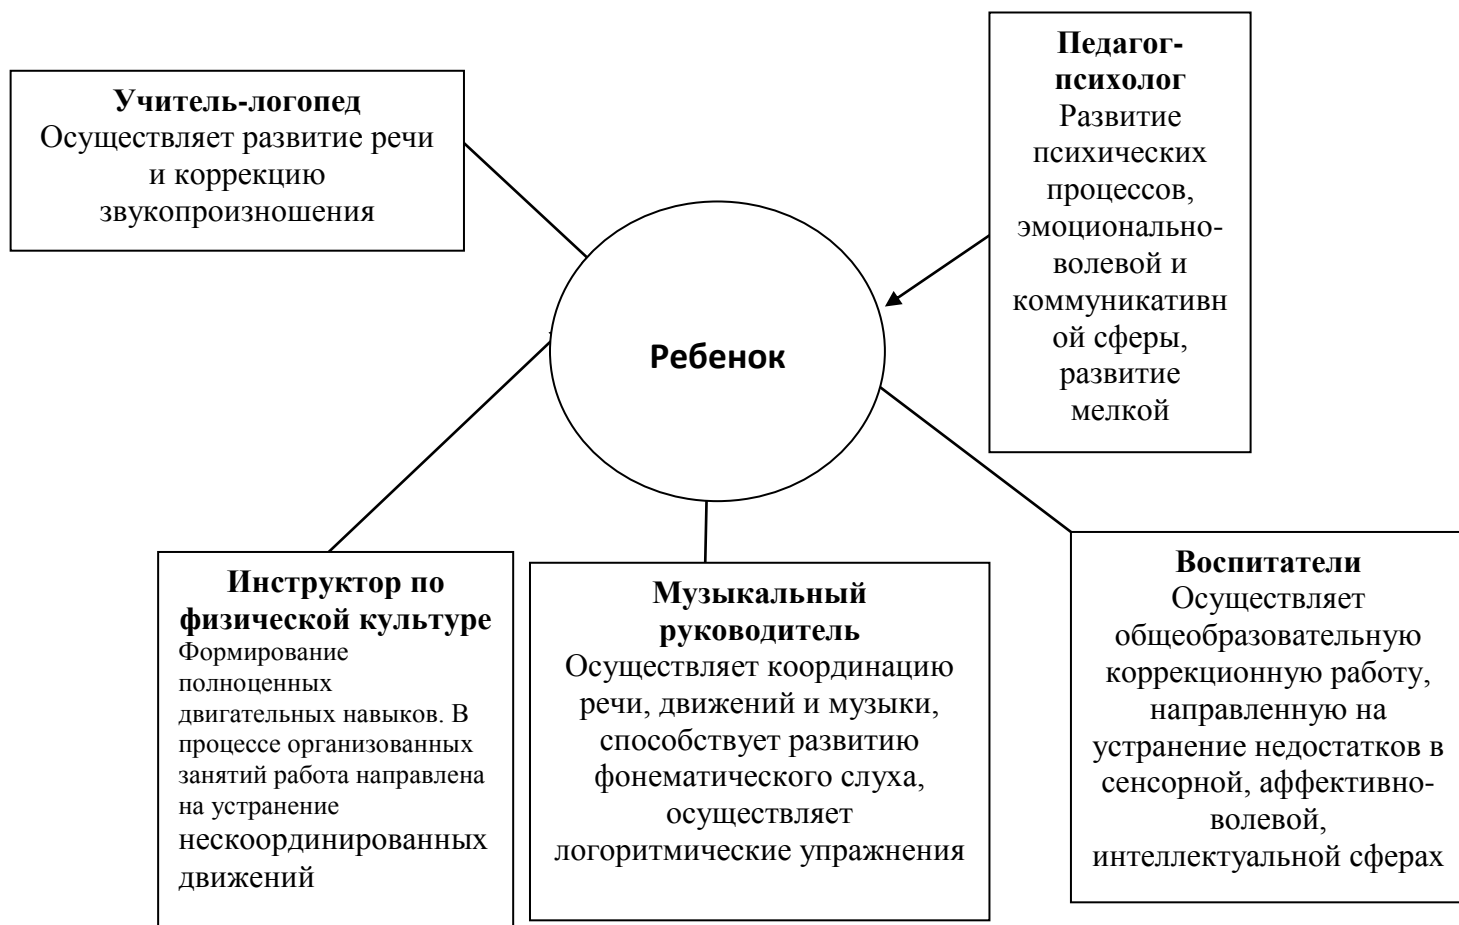 Учитель-логопед
Осуществляет развитие речи
и коррекцию
звукопроизношения
Педагог-
психолог
Развитие
психических
процессов,
эмоционально-
волевой и
коммуникативн
ой сферы,
развитие
мелкой
Ребенок
Инструктор по
физической культуре
Формирование
полноценных
двигательных навыков. В
процессе организованных
занятий работа направлена
на устранение
нескоординированных
движений
Музыкальный
руководитель
Осуществляет координацию
речи, движений и музыки,
способствует развитию
фонематического слуха,
осуществляет
логоритмические упражнения
Воспитатели
Осуществляет
общеобразовательную
коррекционную работу,
направленную на
устранение недостатков в
сенсорной, аффективно-
волевой,
интеллектуальной сферах